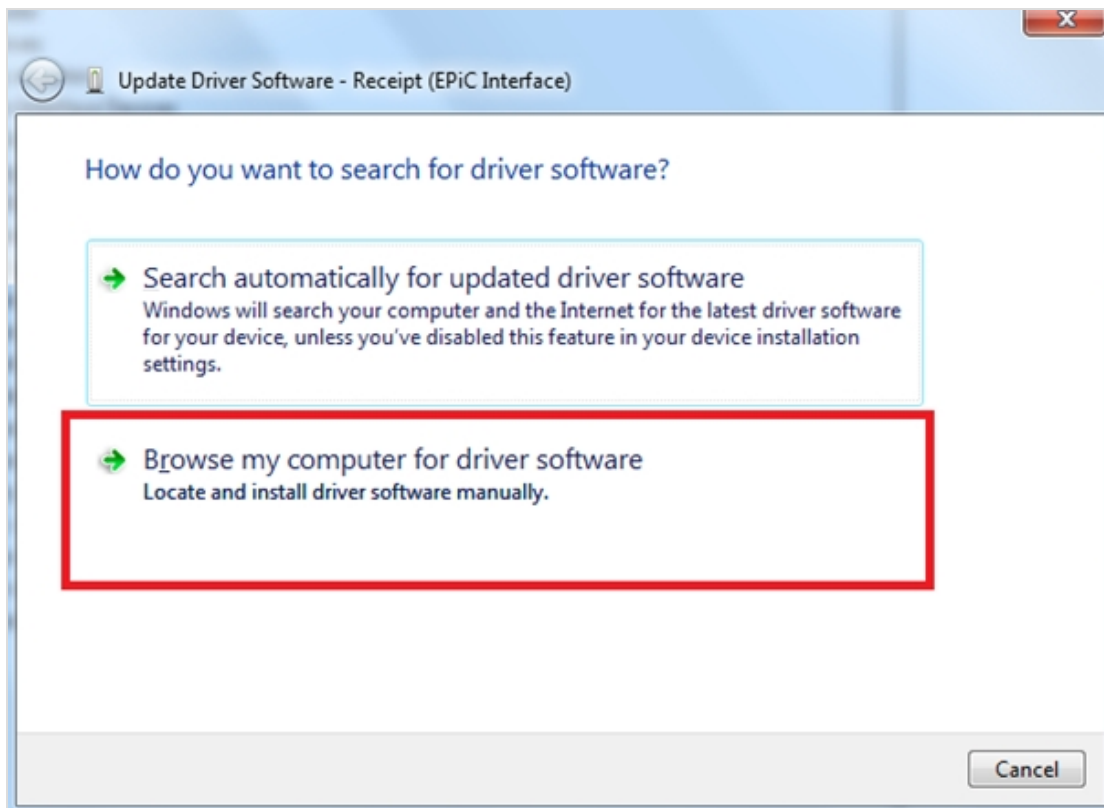 X
Update Driver Software - Receipt (EPiC Interface)
How do you want to search for driver software?
Search automatically for updated driver software
Windows will search your computer and the Internet for the latest driver software
for your device, unless you've disabled this feature in your device installation
settings.
Browse my computer for driver software
Locate and install driver software manually.
Cancel